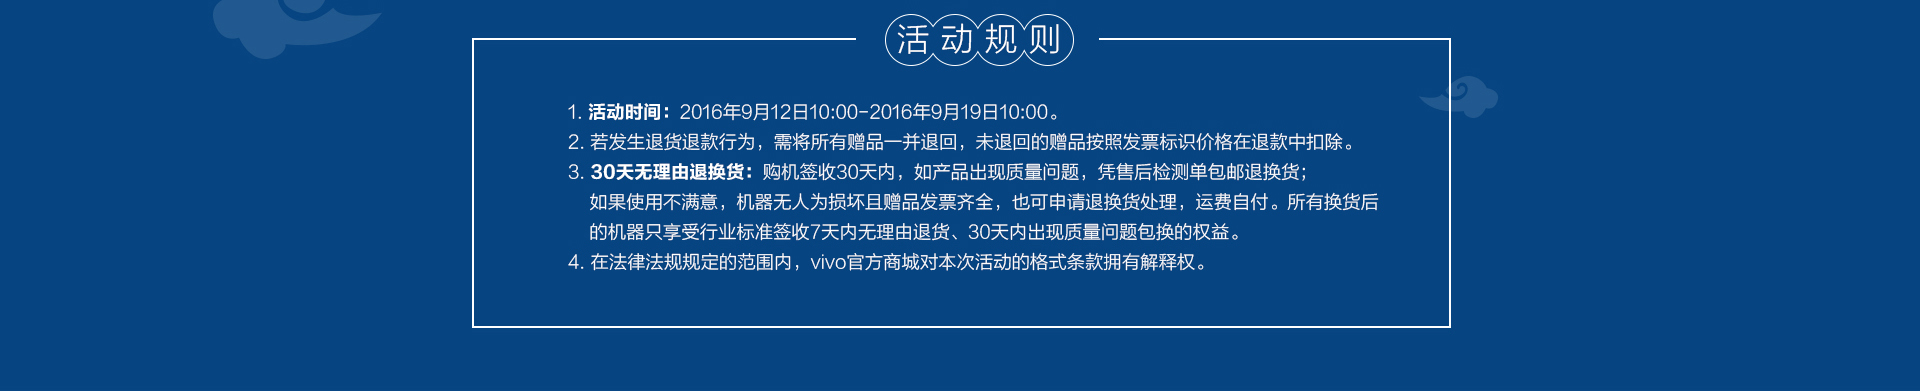 活动规则
1. 活动时间：2016年9月12日10:00-2016年9月19日10:00。
2. 若发生退货退款行为，需将所有赠品一并退回，未退回的赠品按照发票标识价格在退款中扣除。
3. 30天无理由退换货：购机签收30天内，如产品出现质量问题，凭售后检测单包邮退换货；
如果使用不满意，机器无人为损坏且赠品发票齐全，也可申请退换货处理，运费自付。所有换货后
的机器只享受行业标准签收7天内无理由退货、30天内出现质量问题包换的权益。
4. 在法律法规规定的范围内，vivo官方商城对本次活动的格式条款拥有解释权。